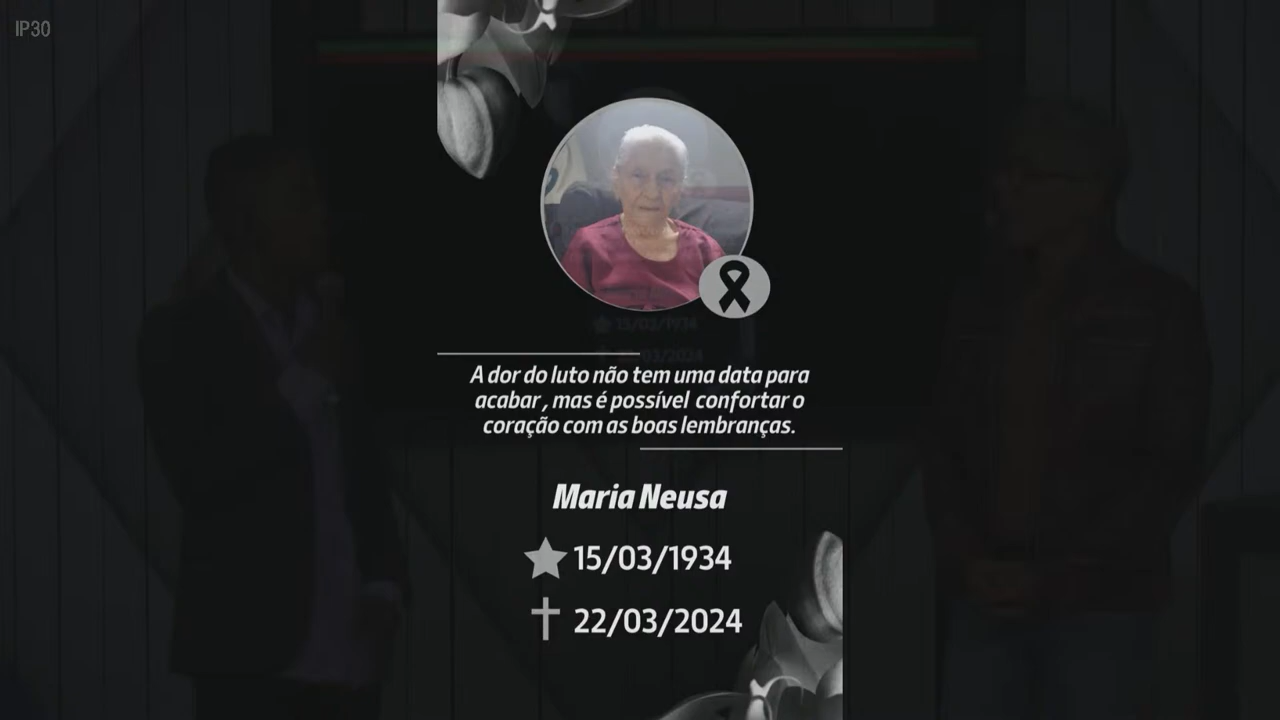 IP30
A dor do luto não tem uma data para
acabar , mas é possível confortar o
coração com as boas lembranças.
Maria Neusa
15/03/1934
22/03/2024